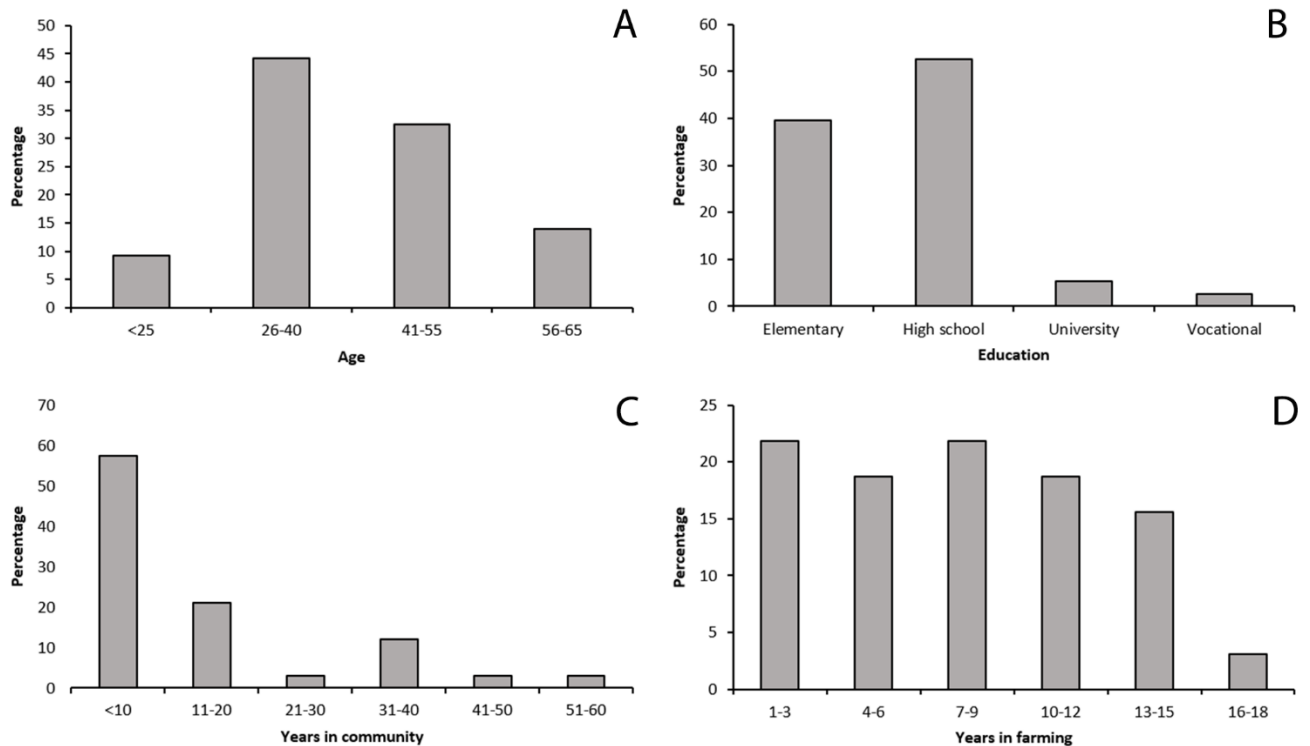 A
50
45
40
35
30
25
20
15
10
5
0
Percentage
<25 26-40 41-55 56-65
Age
B
60
50
40
30
20
10
0
Percentage
Elementary High school University Vocational
Education
C
70
60
50
40
30
20
10
0
Percentage
<10 11-20 21-30 31-40 41-50 51-60
Years in community
D
25
20
15
10
5
0
Percentage
1-3 4-6 7-9 10-12 13-15 16-18
Years in farming